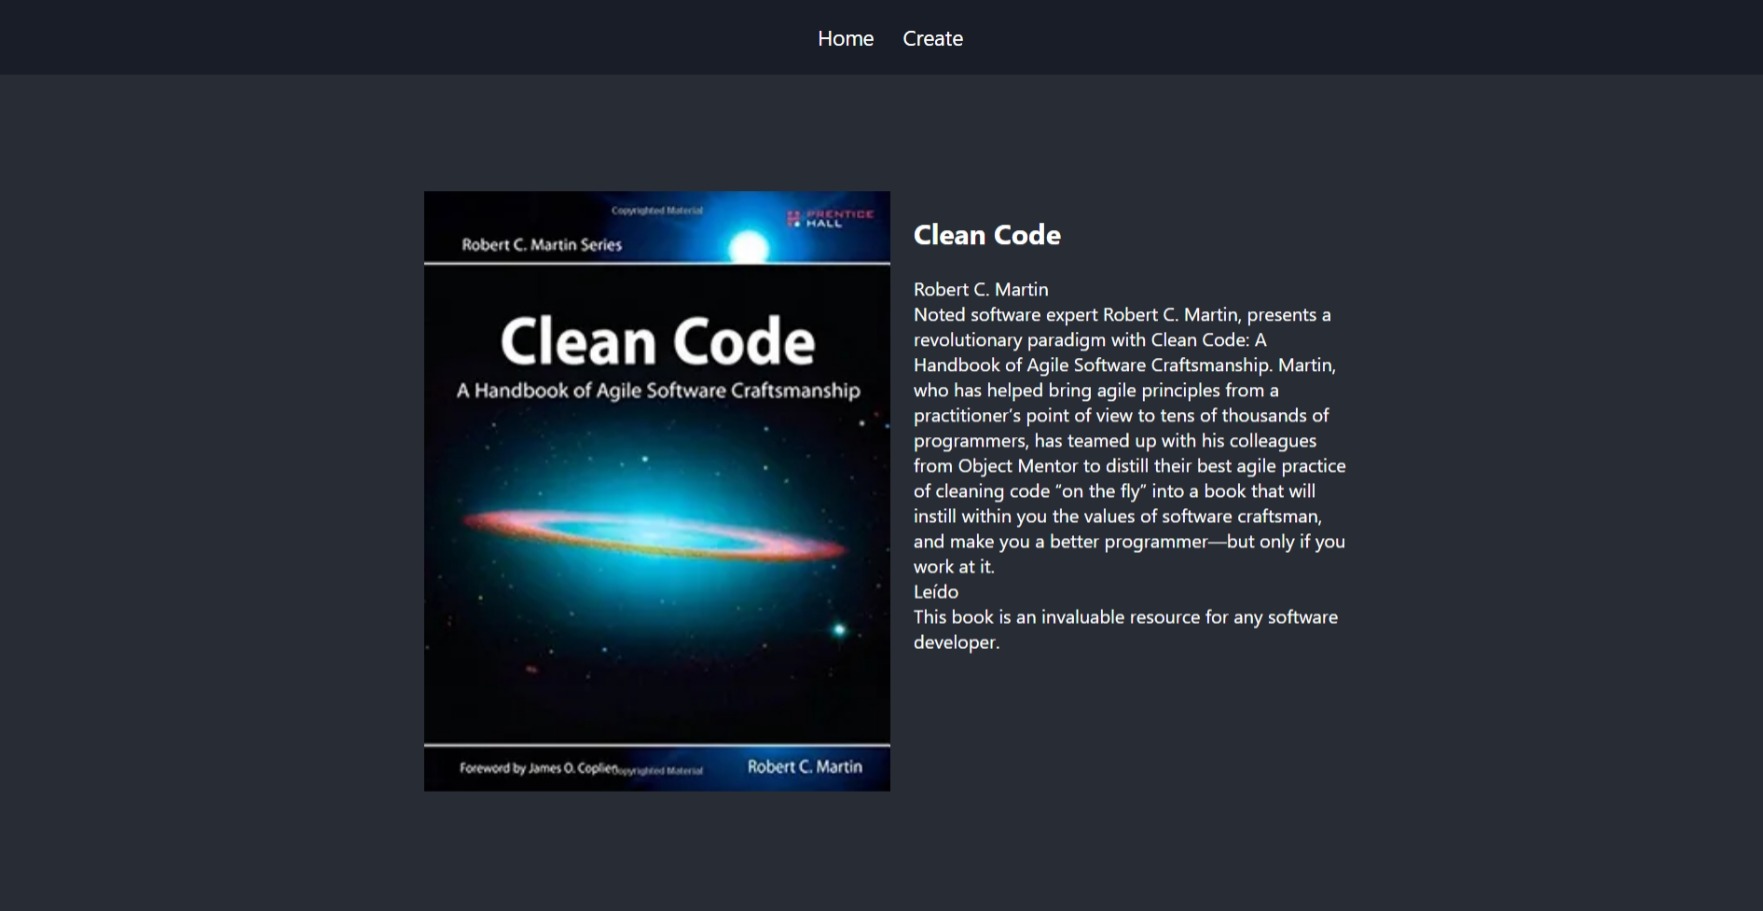 Home Create
Copyrighted Material
PRENTICE
HALL
Robert C. Martin Series
Clean Code
A Handbook of Agile Software Craftsmanship
Foreword by James O. Coplien
Copyrighted Material
Robert C. Martin
Clean Code
Robert C. Martin
Noted software expert Robert C. Martin, presents a
revolutionary paradigm with Clean Code: A
Handbook of Agile Software Craftsmanship. Martin,
who has helped bring agile principles from a
practitioner’s point of view to tens of thousands of
programmers, has teamed up with his colleagues
from Object Mentor to distill their best agile practice
of cleaning code “on the fly” into a book that will
instill within you the values of software craftsman,
and make you a better programmer—but only if you
work at it.
Leído
This book is an invaluable resource for any software
developer.